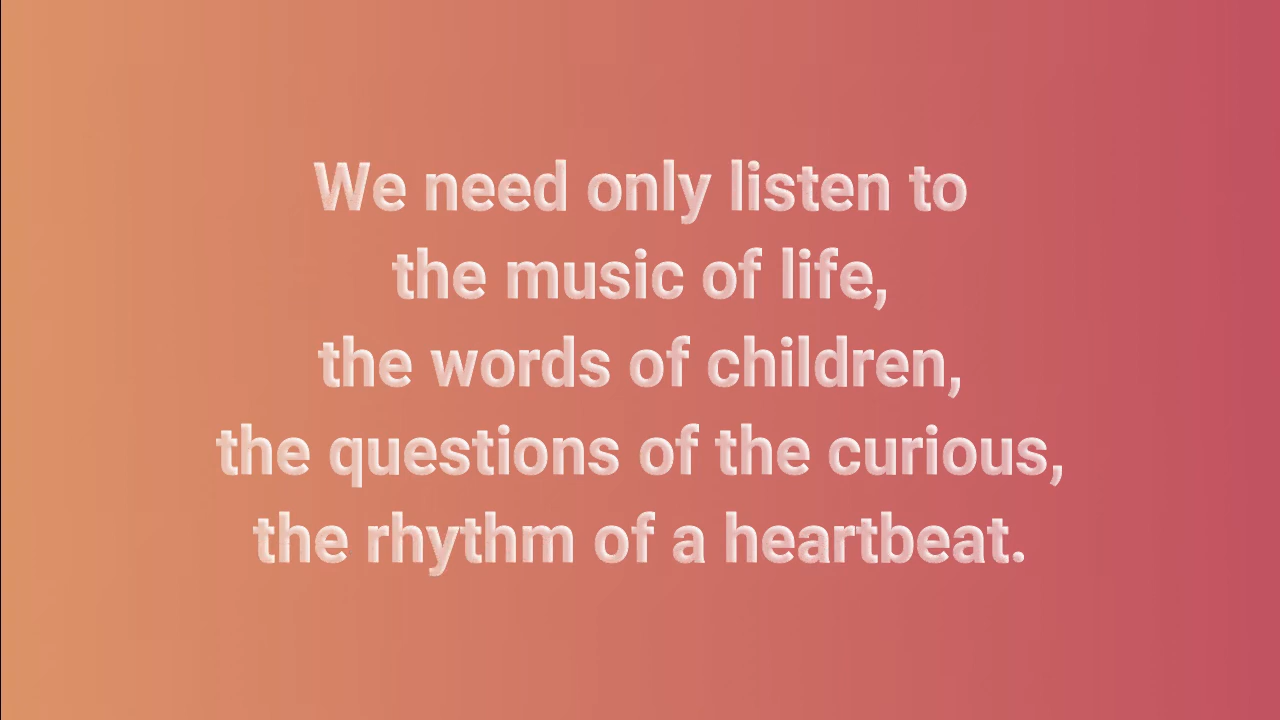 We need only listen to
the music of life,
the words of children,
the questions of the curious,
the rhythm of a heartbeat.